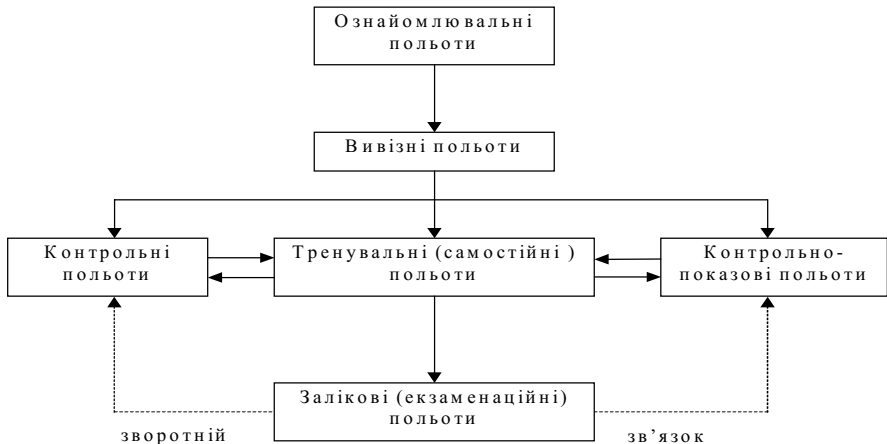 Ознайомлювальні
польоти
Вивізні польоти
Контрольні
польоти
Тренувальні (самостійні )
польоти
Контрольно-
показові польоти
Залікові (екзаменаційні)
польоти
зворотній
зв’язок